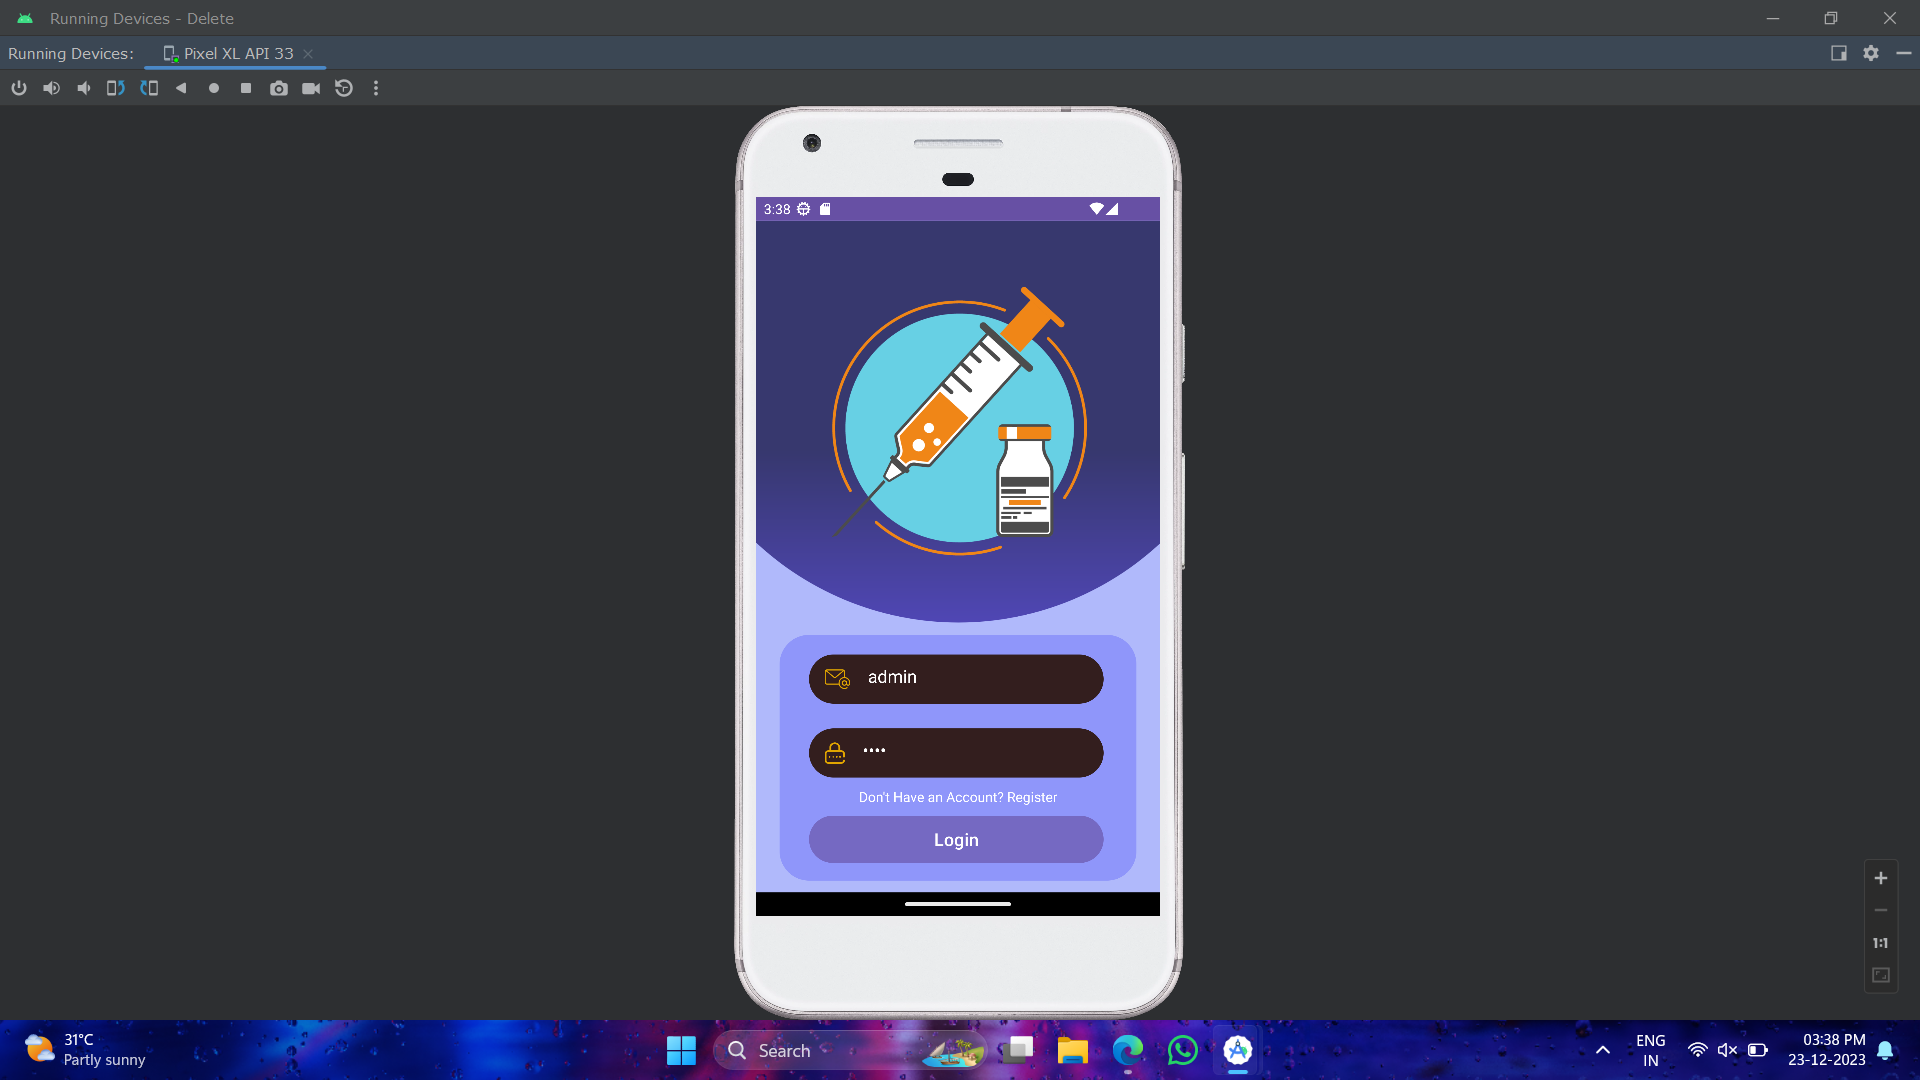 Running Devices - Delete
Running Devices:
Pixel XL API 33
3:38
admin
••••
Don't Have an Account? Register
Login
1:1
31°C
Partly sunny
Search
ENG
IN
03:38 PM
23-12-2023